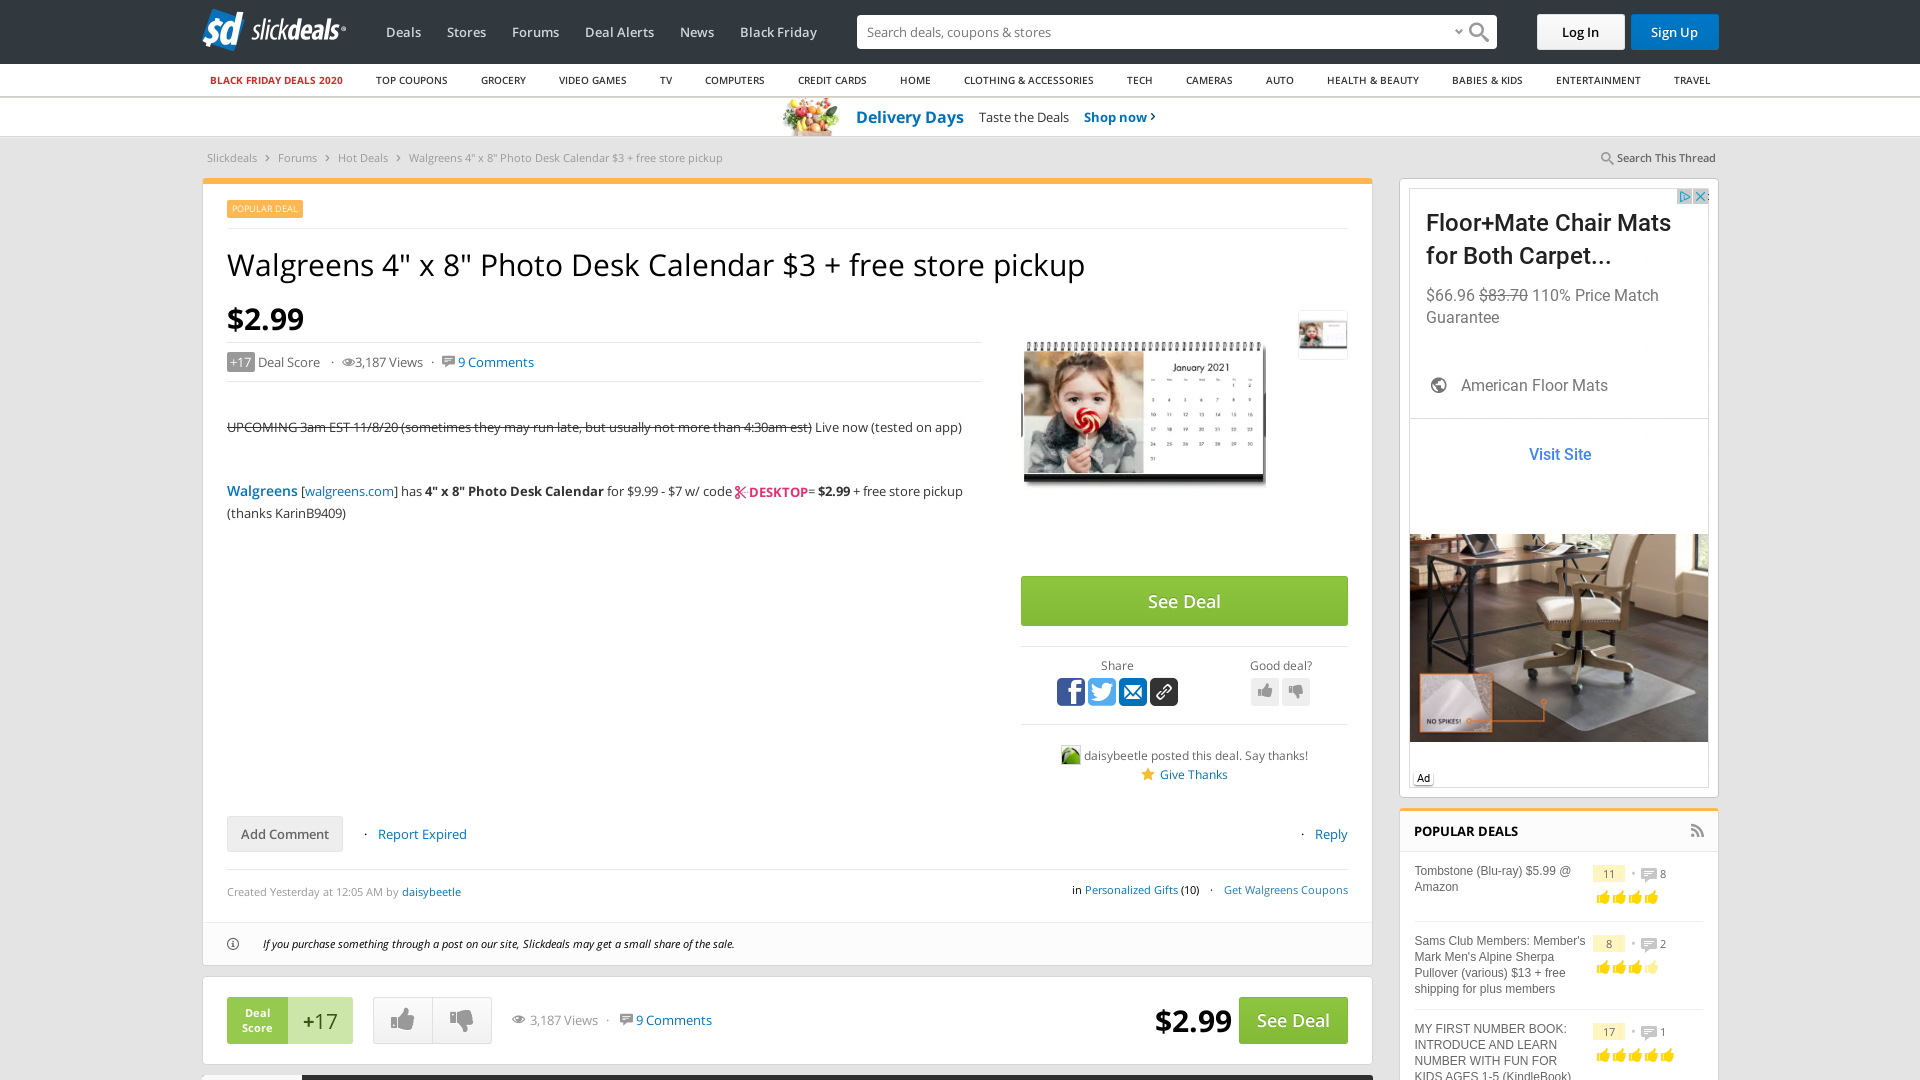 sd slickdeals
Deals
Stores
Forums
Deal Alerts
News
Black Friday
Search deals, coupons & shops
Log In
Sign Up
BLACK FRIDAY DEALS 2020
TOP COUPONS
GROCERY
VIDEO GAMES
TV
COMPUTERS
CREDIT CARDS
HOME
CLOTHING & ACCESSORIES
TECH
CAMERAS
AUTO
HEALTH & BEAUTY
BABIES & KIDS
ENTERTAINMENT
TRAVEL
Delivery Days Taste the Deals Shop now
Slickdeals > Forums > Hot Deals > Walgreens 4" x 8" Photo Desk Calendar $3 + free store pickup
Search This Thread
POPULAR DEAL
Walgreens 4" x 8" Photo Desk Calendar $3 + free store pickup
$2.99
+17 Deal Score · 3,187 Views · 9 Comments
UPCOMING 3am EST 11/8/20 (sometimes they may run late, but usually not more than 4:30am est) Live now (tested on app)
Walgreens [walgreens.com] has 4" x 8" Photo Desk Calendar for $9.99 - $7 w/ code DESKTOP= $2.99 + free store pickup
(thanks KarinB9409)
January 2021
See Deal
Share
Good deal?
daisybeetle posted this deal. Say thanks!
Give Thanks
Add Comment · Report Expired
· Reply
Created Yesterday at 12:05 AM by daisybeetle
in Personalized Gifts (10) · Get Walgreens Coupons
If you purchase something through a post on our site, Slickdeals may get a small share of the sale.
Deal
Score
+17
3,187 Views · 9 Comments
$2.99
See Deal
Floor+Mate Chair Mats
for Both Carpet...
$66.96 $83.70 110% Price Match
Guarantee
American Floor Mats
Visit Site
NO SPIKES!
Ad
POPULAR DEALS
Tombstone (Blu-ray) $5.99 @
Amazon
11 • 8
Sams Club Members: Member's
Mark Men's Alpine Sherpa
Pullover (various) $13 + free
shipping for plus members
8 • 2
MY FIRST NUMBER BOOK:
INTRODUCE AND LEARN
NUMBER WITH FUN FOR
KIDS AGES 1-5 (KindleBook)
17 • 1